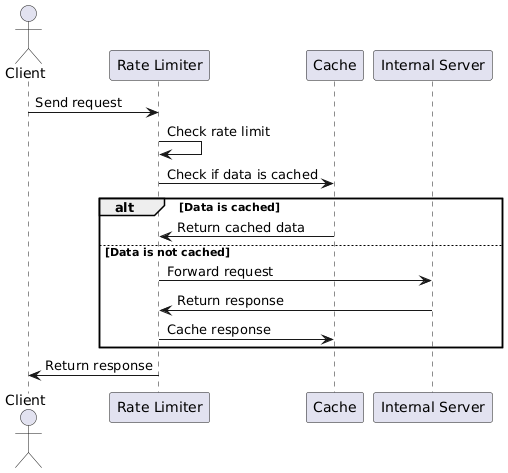 Client
Rate Limiter
Cache
Internal Server
Send request
Check rate limit
Check if data is cached
alt
[Data is cached]
Return cached data
[Data is not cached]
Forward request
Return response
Cache response
Return response
Client
Rate Limiter
Cache
Internal Server